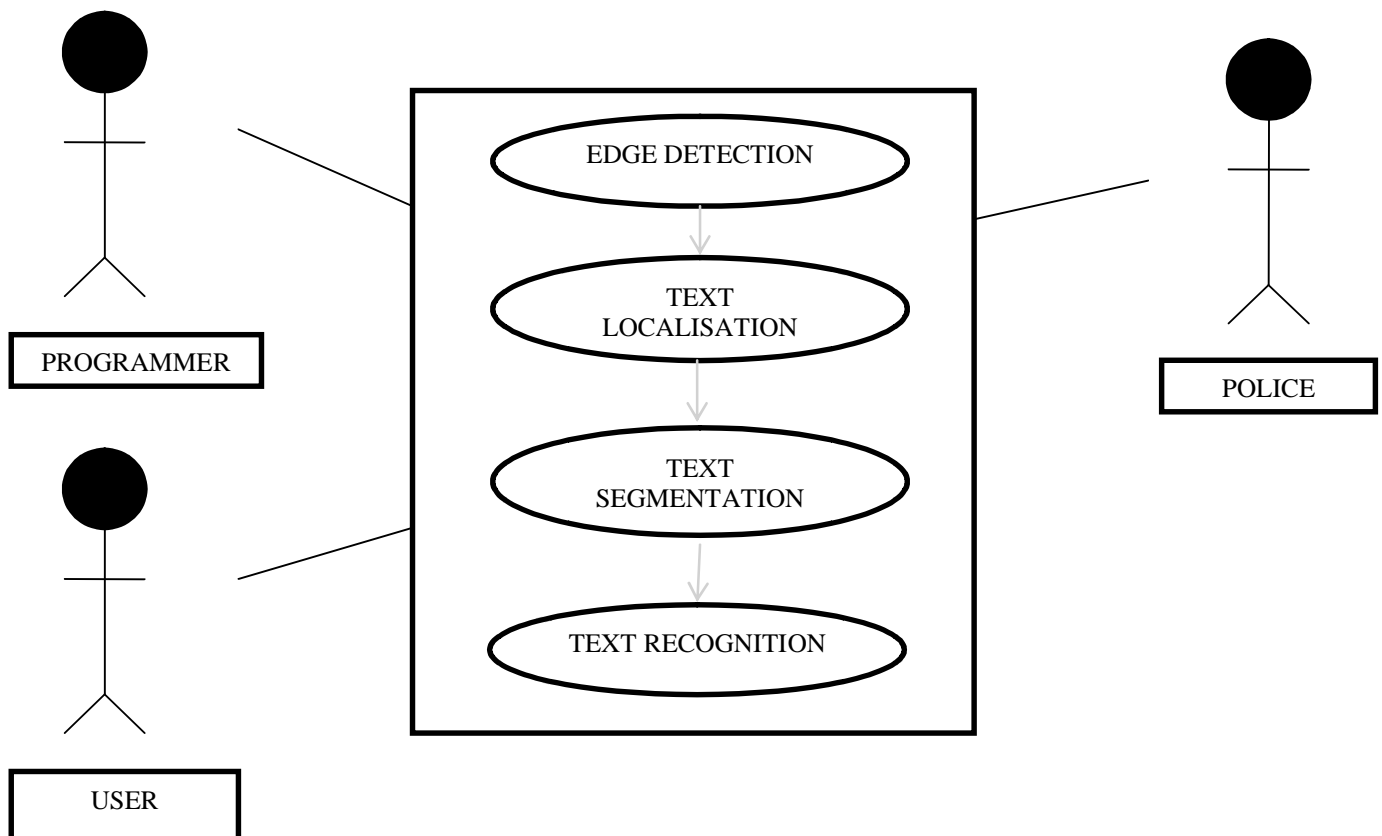 EDGE DETECTION
TEXT
LOCALISATION
PROGRAMMER
POLICE
TEXT
SEGMENTATION
TEXT RECOGNITION
USER